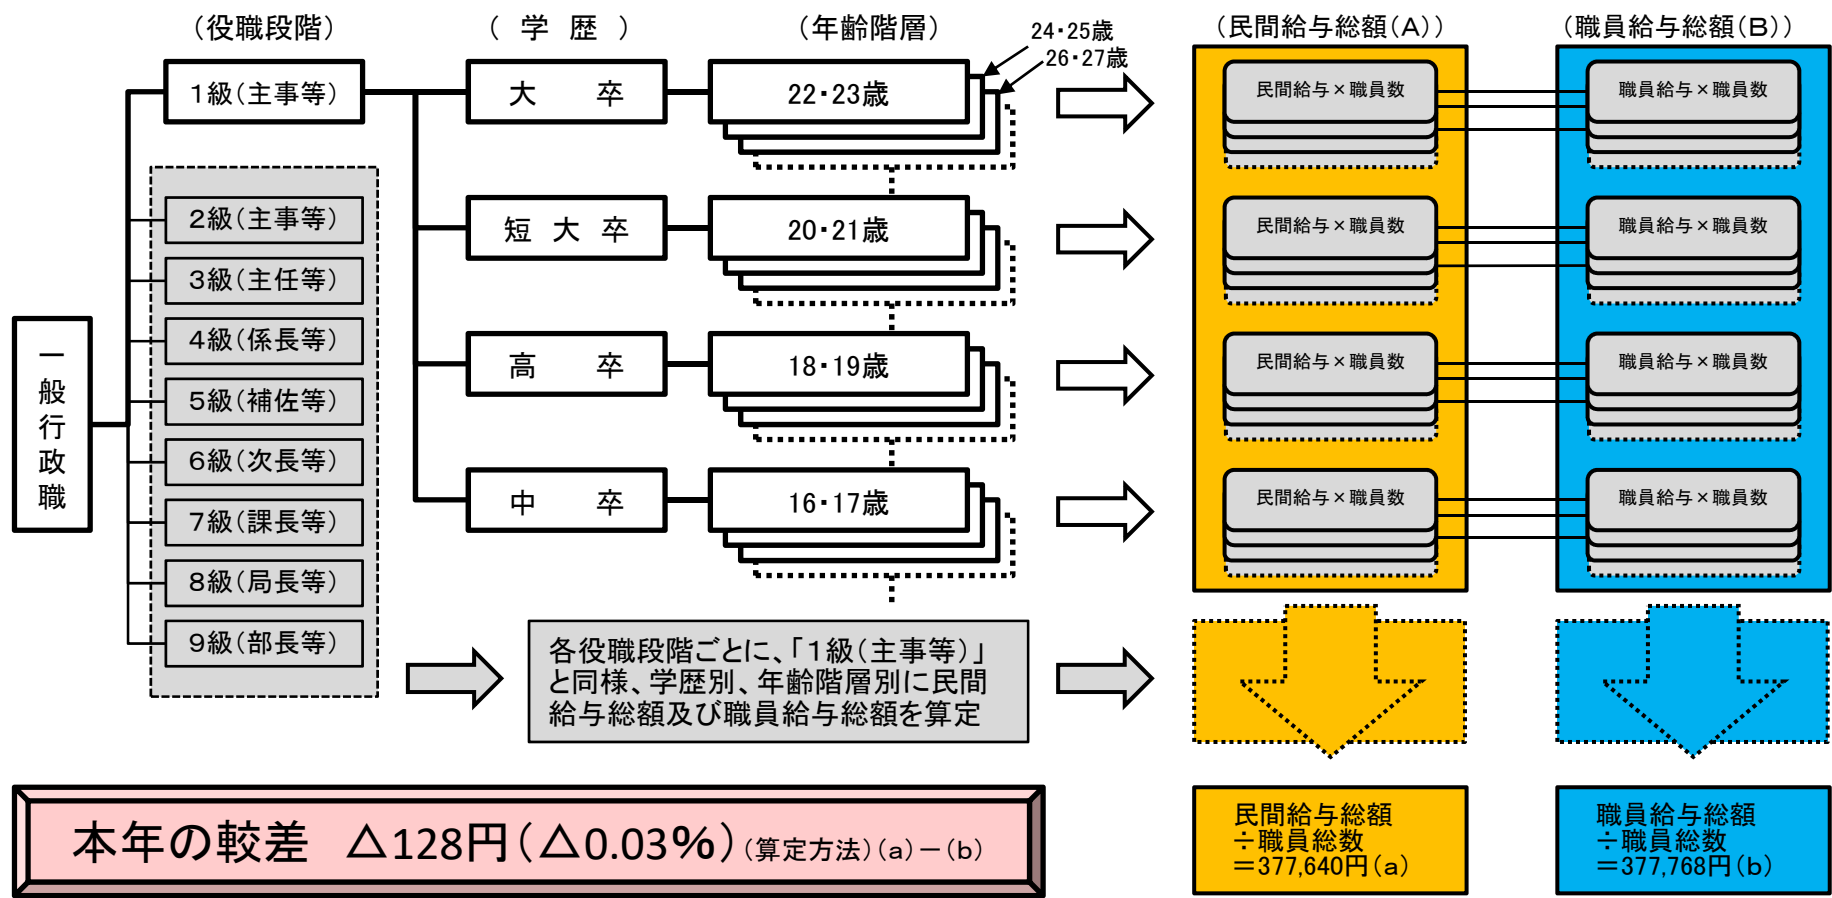 (役職段階)
( 学 歴 )
(年齢階層)
24・25歳
26・27歳
(民間給与総額(A))
(職員給与総額(B))
1級(主事等)
大 卒
22・23歳
民間給与×職員数
職員給与×職員数
2級(主事等)
短 大 卒
20・21歳
民間給与×職員数
職員給与×職員数
3級(主任等)
4級(係長等)
高 卒
18・19歳
民間給与×職員数
職員給与×職員数
5級(補佐等)
6級(次長等)
中 卒
16・17歳
民間給与×職員数
職員給与×職員数
7級(課長等)
8級(局長等)
9級(部長等)
一般行政職
各役職段階ごとに、「1級(主事等)」
と同様、学歴別、年齢階層別に民間
給与総額及び職員給与総額を算定
本年の較差 △128円(△0.03%)(算定方法)(a)-(b)
民間給与総額
÷職員総数
=377,640円(a)
職員給与総額
÷職員総数
=377,768円(b)